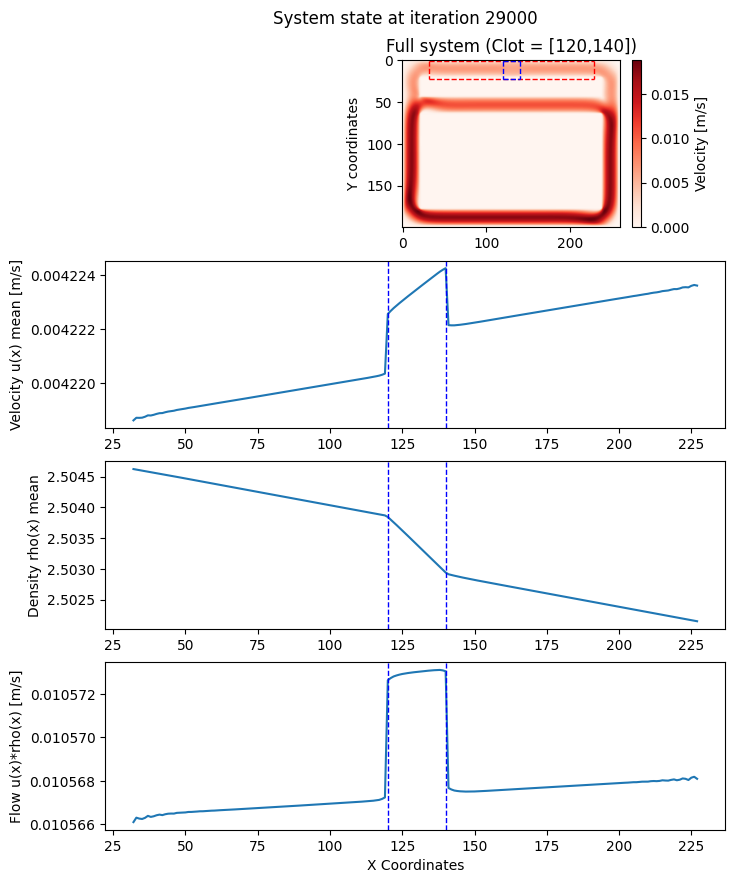 System state at iteration 29000
Full system (Clot = [120,140])
0
50
100
150
Y coordinates
0
100
200
0.015
0.010
0.005
0.000
Velocity [m/s]
0.004224
0.004222
0.004220
Velocity u(x) mean [m/s]
25 50 75 100 125 150 175 200 225
2.5045
2.5040
2.5035
2.5030
2.5025
Density rho(x) mean
25 50 75 100 125 150 175 200 225
0.010572
0.010570
0.010568
0.010566
Flow u(x)*rho(x) [m/s]
25 50 75 100 125 150 175 200 225
X Coordinates